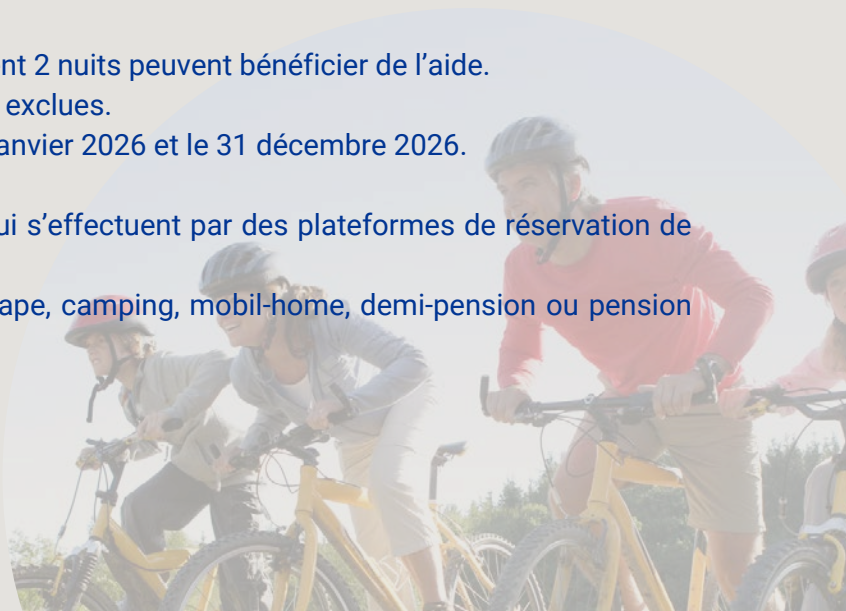 nt 2 nuits peuvent bénéficier de l’aide.
exclues.
anvier 2026 et le 31 décembre 2026.
ui s’effectuent par des plateformes de réservation de
ape, camping, mobil-home, demi-pension ou pension